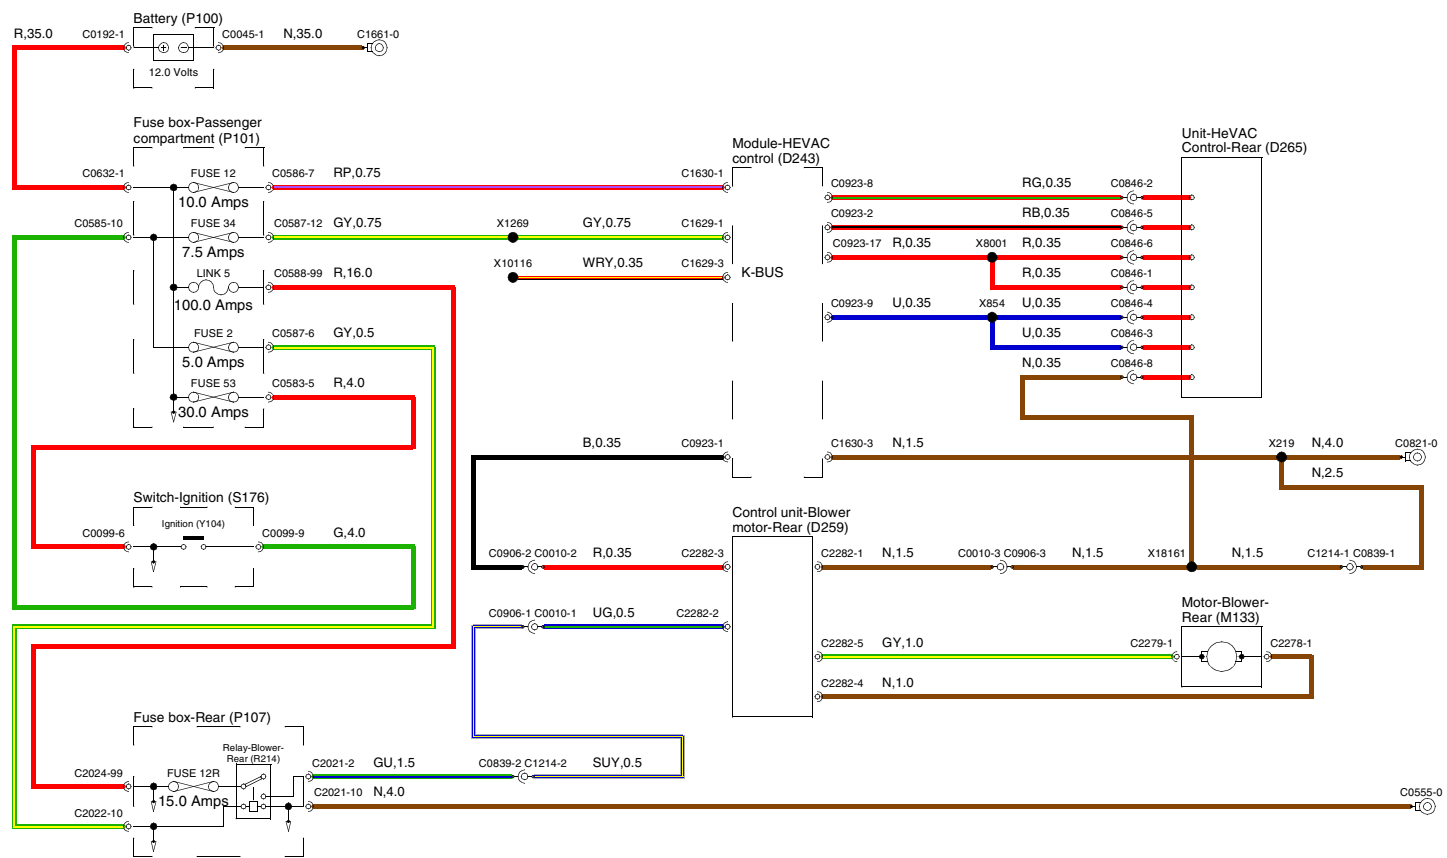 Battery (P100)
R,35.0
C0192-1
C0045-1
N,35.0
C1661-0
12.0 Volts
Fuse box-Passenger
compartment (P101)
C0632-1
FUSE 12
10.0 Amps
C0586-7
RP,0.75
C1630-1
C0585-10
FUSE 34
7.5 Amps
C0587-12
GY,0.75
X1269
GY,0.75
C1629-1
LINK 5
100.0 Amps
C0588-99
R,16.0
X10116
WRY,0.35
C1629-3
FUSE 2
5.0 Amps
C0587-6
GY,0.5
FUSE 53
30.0 Amps
C0583-5
R,4.0
Module-HEVAC
control (D243)
K-BUS
Unit-HeVAC
Control-Rear (D265)
C0923-8
RG,0.35
C0846-2
C0923-2
RB,0.35
C0846-5
C0923-17
R,0.35
X8001
R,0.35
C0846-6
R,0.35
C0846-1
C0923-9
U,0.35
X854
U,0.35
C0846-4
U,0.35
C0846-3
N,0.35
C0846-8
B,0.35
C0923-1
C1630-3
N,1.5
X219
N,4.0
C0821-0
N,2.5
Switch-Ignition (S176)
Ignition (Y104)
C0099-6
C0099-9
G,4.0
Control unit-Blower
motor-Rear (D259)
C0906-2 C0010-2
R,0.35
C2282-3
C2282-1
N,1.5
C0010-3 C0906-3
N,1.5
X18161
N,1.5
C1214-1 C0839-1
C0906-1 C0010-1
UG,0.5
C2282-2
Motor-Blower-
Rear (M133)
C2282-5
GY,1.0
C2279-1
C2278-1
C2282-4
N,1.0
Fuse box-Rear (P107)
Relay-Blower-
Rear (R214)
C2024-99
FUSE 12R
15.0 Amps
C2021-2
GU,1.5
C0839-2 C1214-2
SUY,0.5
C2022-10
C2021-10
N,4.0
C0555-0